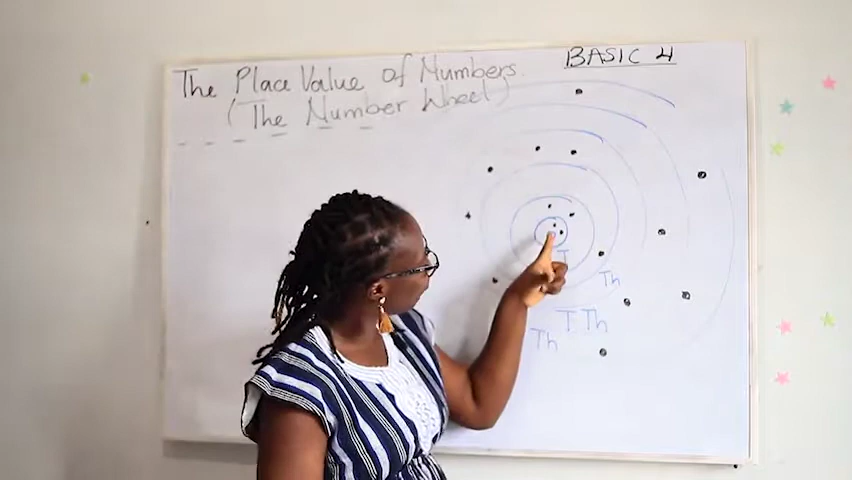 The Place Value of Numbers.
(The Number Wheel)
BASIC 4
T
Th
T Th
Th